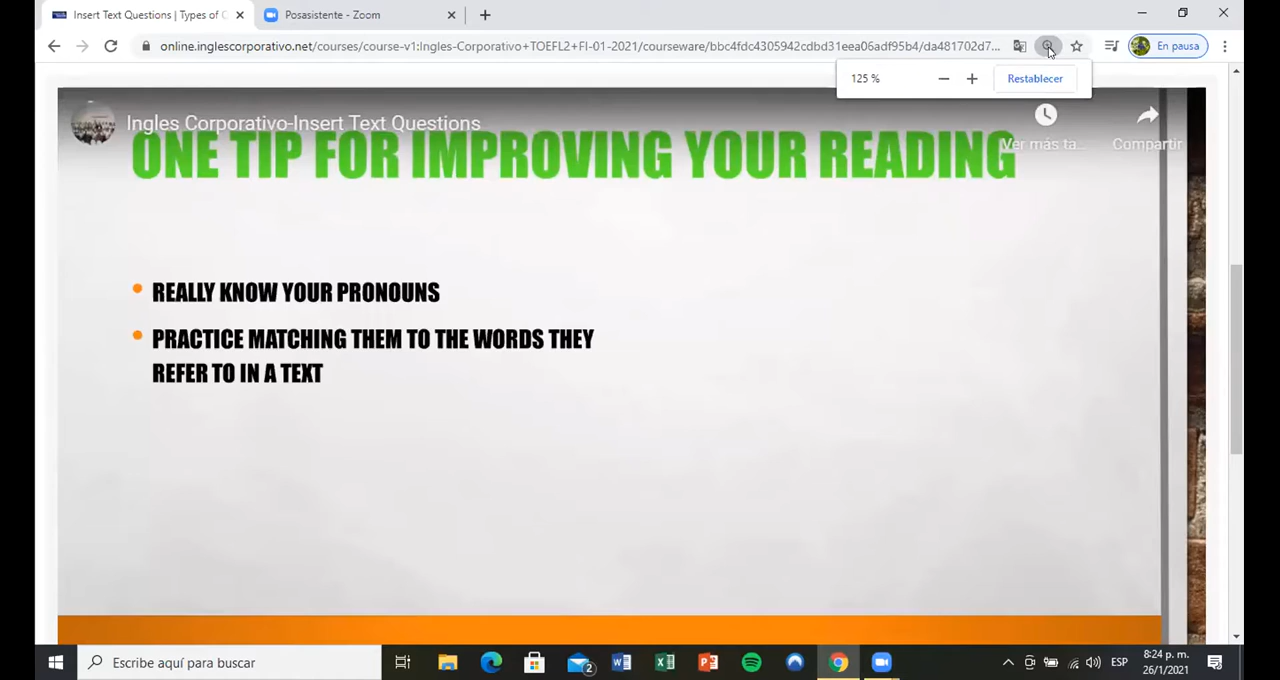 Insert Text Questions | Types of C
Posasistente - Zoom
online.inglescorporativo.net/courses/course-v1:Ingles-Corporativo+TOEFL2+FI-01-2021/courseware/bbc4fdc4305942cdbd31eea06adf95b4/da481702d7...
En pausa
125 %
Restablecer
Ingles Corporativo-Insert Text Questions
Ver más ta...
Compartir
ONE TIP FOR IMPROVING YOUR READING
• REALLY KNOW YOUR PRONOUNS
• PRACTICE MATCHING THEM TO THE WORDS THEY
REFER TO IN A TEXT
Escribe aquí para buscar
2
ESP
8:24 p. m.
26/1/2021